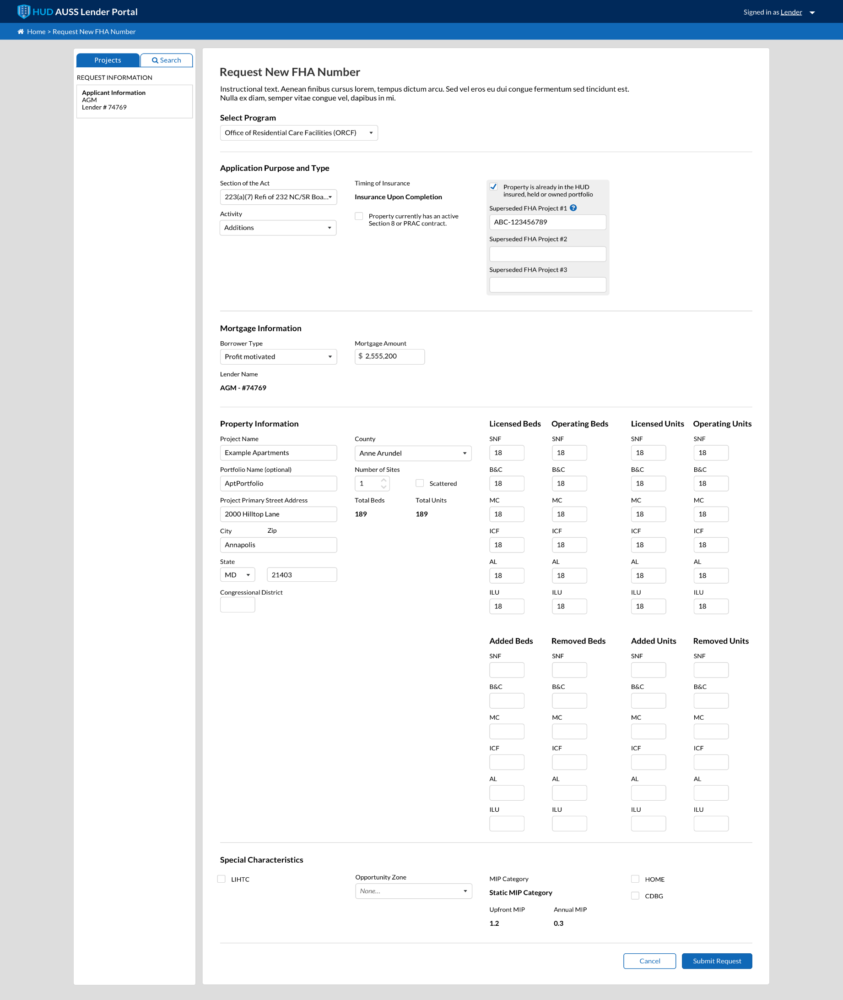 HUD AUSS Lender Portal
Signed in as Lender
Home > Request New FHA Number
Projects
Search
REQUEST INFORMATION
Applicant Information
AGM
Lender # 74769
Request New FHA Number
Instructional text. Aenean finibus cursus lorem, tempus dictum arcu. Sed vel eros eu dui congue fermentum sed tincidunt est.
Nulla ex diam, semper vitae congue vel, dapibus in mi.
Select Program
Office of Residential Care Facilities (ORCF)
Application Purpose and Type
Section of the Act
223(a)(7) Refi of 232 NC/SR Boa...
Activity
Additions
Timing of Insurance
Insurance Upon Completion
Property currently has an active
Section 8 or PRAC contract.
Property is already in the HUD
insured, held or owned portfolio
Superseded FHA Project #1 ?
ABC-123456789
Superseded FHA Project #2
Superseded FHA Project #3
Mortgage Information
Borrower Type
Profit motivated
Mortgage Amount
$ 2,555,200
Lender Name
AGM - #74769
Property Information
Project Name
Example Apartments
Portfolio Name (optional)
AptPortfolio
Project Primary Street Address
2000 Hilltop Lane
City
Zip
Annapolis
State
MD
21403
Congressional District
County
Anne Arundel
Number of Sites
1
Scattered
Total Beds
Total Units
189
189
Licensed Beds Operating Beds Licensed Units Operating Units
SNF SNF SNF SNF
18 18 18 18
B&C B&C B&C B&C
18 18 18 18
MC MC MC MC
18 18 18 18
ICF ICF ICF ICF
18 18 18 18
AL AL AL AL
18 18 18 18
ILU ILU ILU ILU
18 18 18 18
Added Beds Removed Beds Added Units Removed Units
SNF SNF SNF SNF
B&C B&C B&C B&C
MC MC MC MC
ICF ICF ICF ICF
AL AL AL AL
ILU ILU ILU ILU
Special Characteristics
LIHTC
Opportunity Zone
None...
MIP Category
Static MIP Category
Upfront MIP Annual MIP
1.2 0.3
HOME
CDBG
Cancel
Submit Request